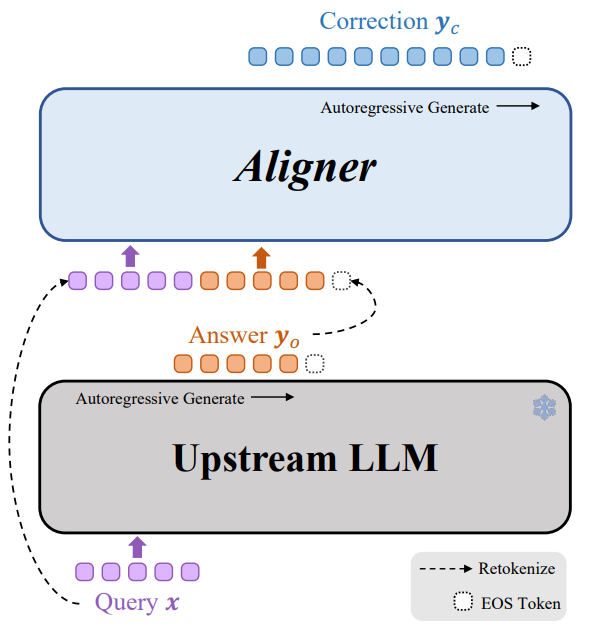 Correction y_c
Autoregressive Generate
Aligner
Answer y_o
Autoregressive Generate
Upstream LLM
Query x
Retokenize
EOS Token